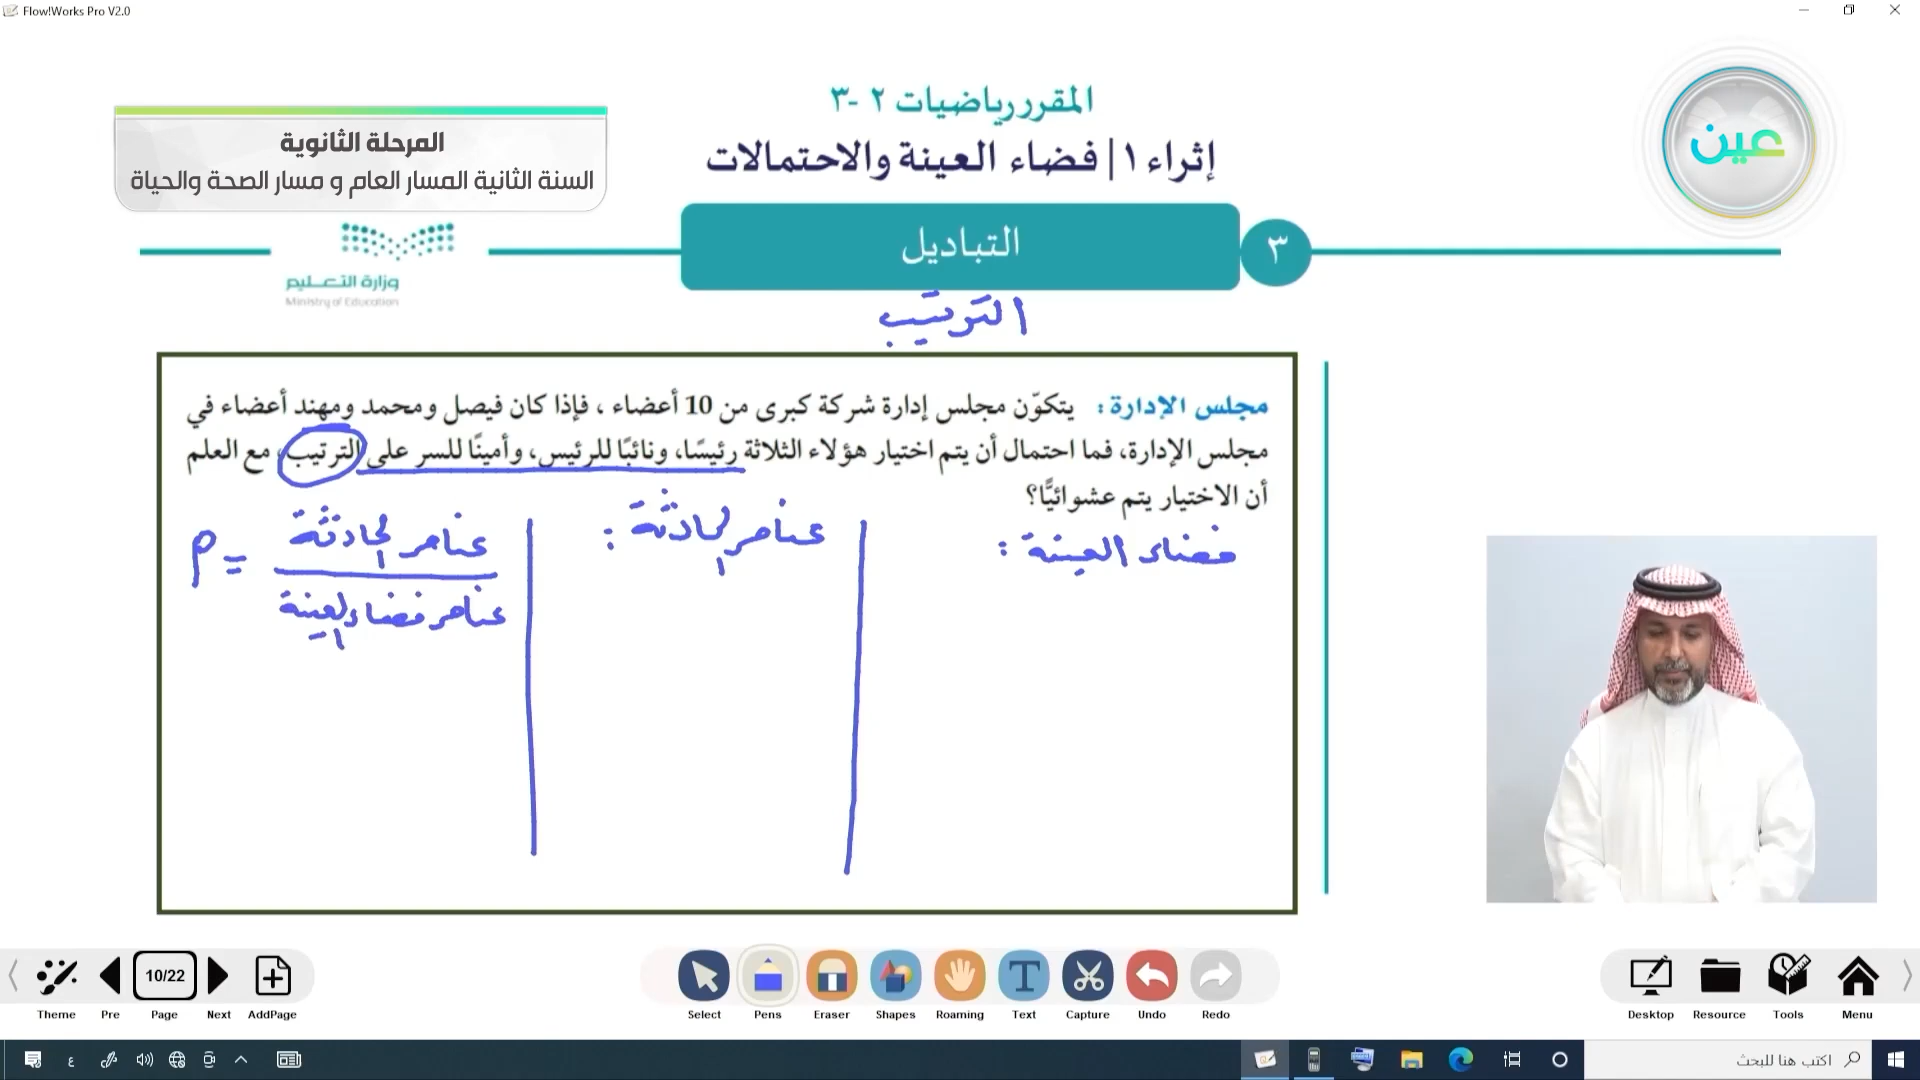 Flow!Works Pro V2.0
عين
المقرر رياضيات ٢ -٣
إثراء ١| فضاء العينة والاحتمالات
المرحلة الثانوية
السنة الثانية المسار العام و مسار الصحة والحياة
وزارة التعليم
Ministry of Education
٣
التباديل
الترتيب
مجلس الإدارة : يتكوّن مجلس إدارة شركة كبرى من 10 أعضاء ، فإذا كان فيصل ومحمد ومهند أعضاء في
مجلس الإدارة، فما احتمال أن يتم اختيار هؤلاء الثلاثة رئيسًا، ونائبًا للرئيس، وأمينًا للسر على الترتيب، مع العلم
أن الاختيار يتم عشوائيًّا؟
فضاء العينة :
عناصر الحادثة :
P = عناصر الحادثة
عناصر فضاء العينة
10/22
Theme Pre Page Next AddPage
Select Pens Eraser Shapes Roaming Text Capture Undo Redo
Desktop Resource Tools Menu
ع
اكتب هنا للبحث